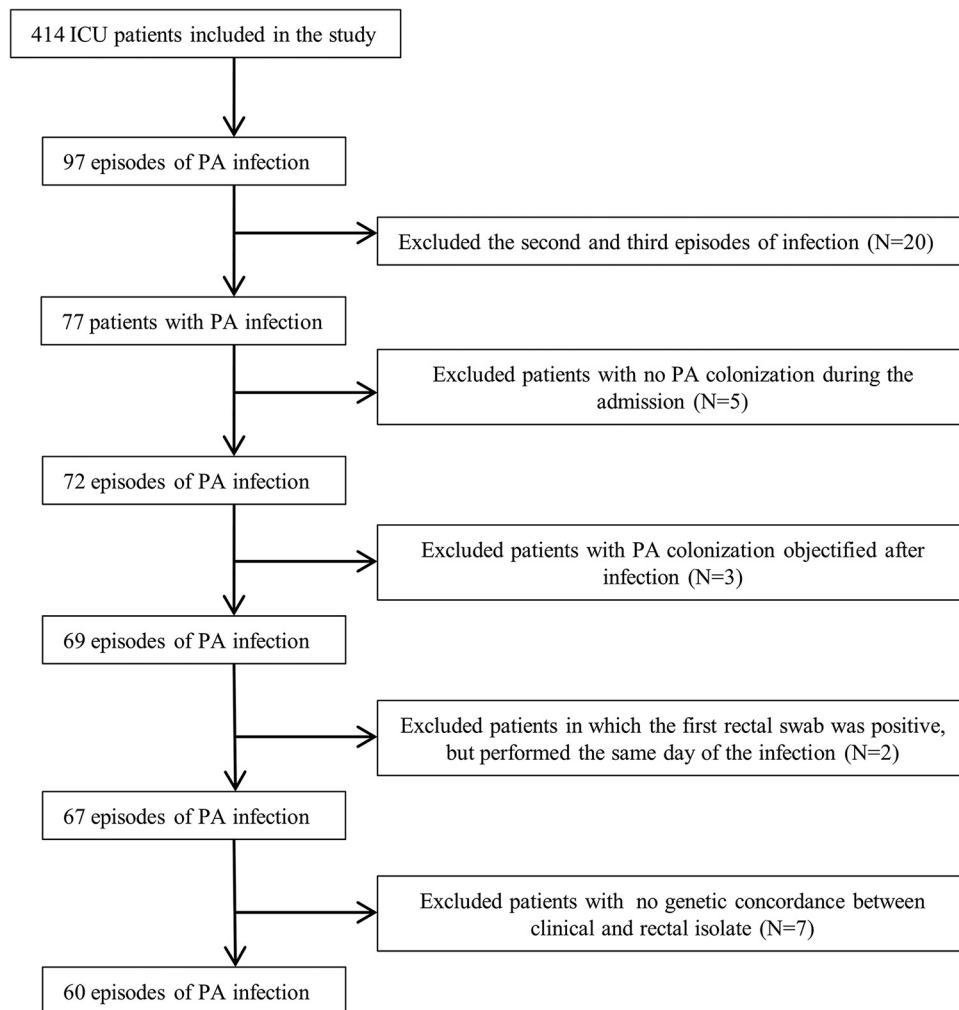 414 ICU patients included in the study
97 episodes of PA infection
Excluded the second and third episodes of infection (N=20)
77 patients with PA infection
Excluded patients with no PA colonization during the
admission (N=5)
72 episodes of PA infection
Excluded patients with PA colonization objectified after
infection (N=3)
69 episodes of PA infection
Excluded patients in which the first rectal swab was positive,
but performed the same day of the infection (N=2)
67 episodes of PA infection
Excluded patients with no genetic concordance between
clinical and rectal isolate (N=7)
60 episodes of PA infection